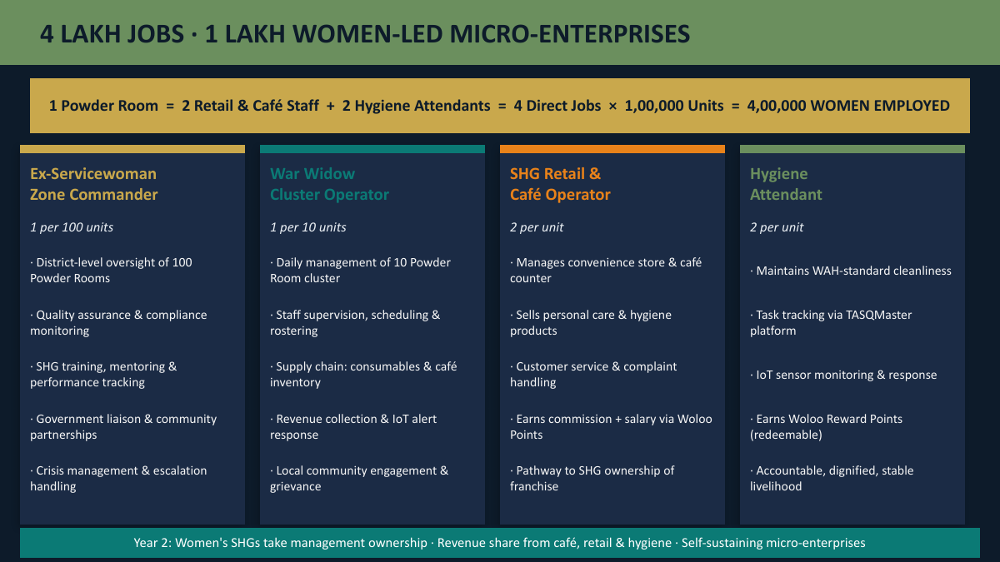 4 LAKH JOBS · 1 LAKH WOMEN-LED MICRO-ENTERPRISES
1 Powder Room = 2 Retail & Café Staff + 2 Hygiene Attendants = 4 Direct Jobs × 1,00,000 Units = 4,00,000 WOMEN EMPLOYED
Ex-Servicewoman
Zone Commander
1 per 100 units
· District-level oversight of 100
Powder Rooms
· Quality assurance & compliance
monitoring
· SHG training, mentoring &
performance tracking
· Government liaison & community
partnerships
· Crisis management & escalation
handling
War Widow
Cluster Operator
1 per 10 units
· Daily management of 10 Powder
Room cluster
· Staff supervision, scheduling &
rostering
· Supply chain: consumables & café
inventory
· Revenue collection & IoT alert
response
· Local community engagement &
grievance
SHG Retail &
Café Operator
2 per unit
· Manages convenience store & café
counter
· Sells personal care & hygiene
products
· Customer service & complaint
handling
· Earns commission + salary via Woloo
Points
· Pathway to SHG ownership of
franchise
Hygiene
Attendant
2 per unit
· Maintains WAH-standard cleanliness
· Task tracking via TASQMaster
platform
· IoT sensor monitoring & response
· Earns Woloo Reward Points
(redeemable)
· Accountable, dignified, stable
livelihood
Year 2: Women's SHGs take management ownership · Revenue share from café, retail & hygiene · Self-sustaining micro-enterprises